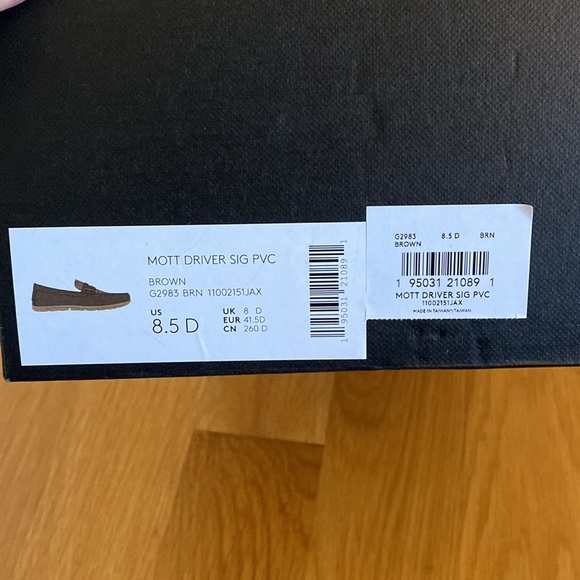 MOTT DRIVER SIG PVC
BROWN
G2983 BRN 11002151JAX
US
8.5 D
UK 8 D
EUR 41.5D
CN 260 D
1 95031 21089 1
G2983 8.5 D BRN
BROWN
1 95031 21089 1
MOTT DRIVER SIG PVC
11002151JAX
MADE IN TAIWAN/TAIWAN